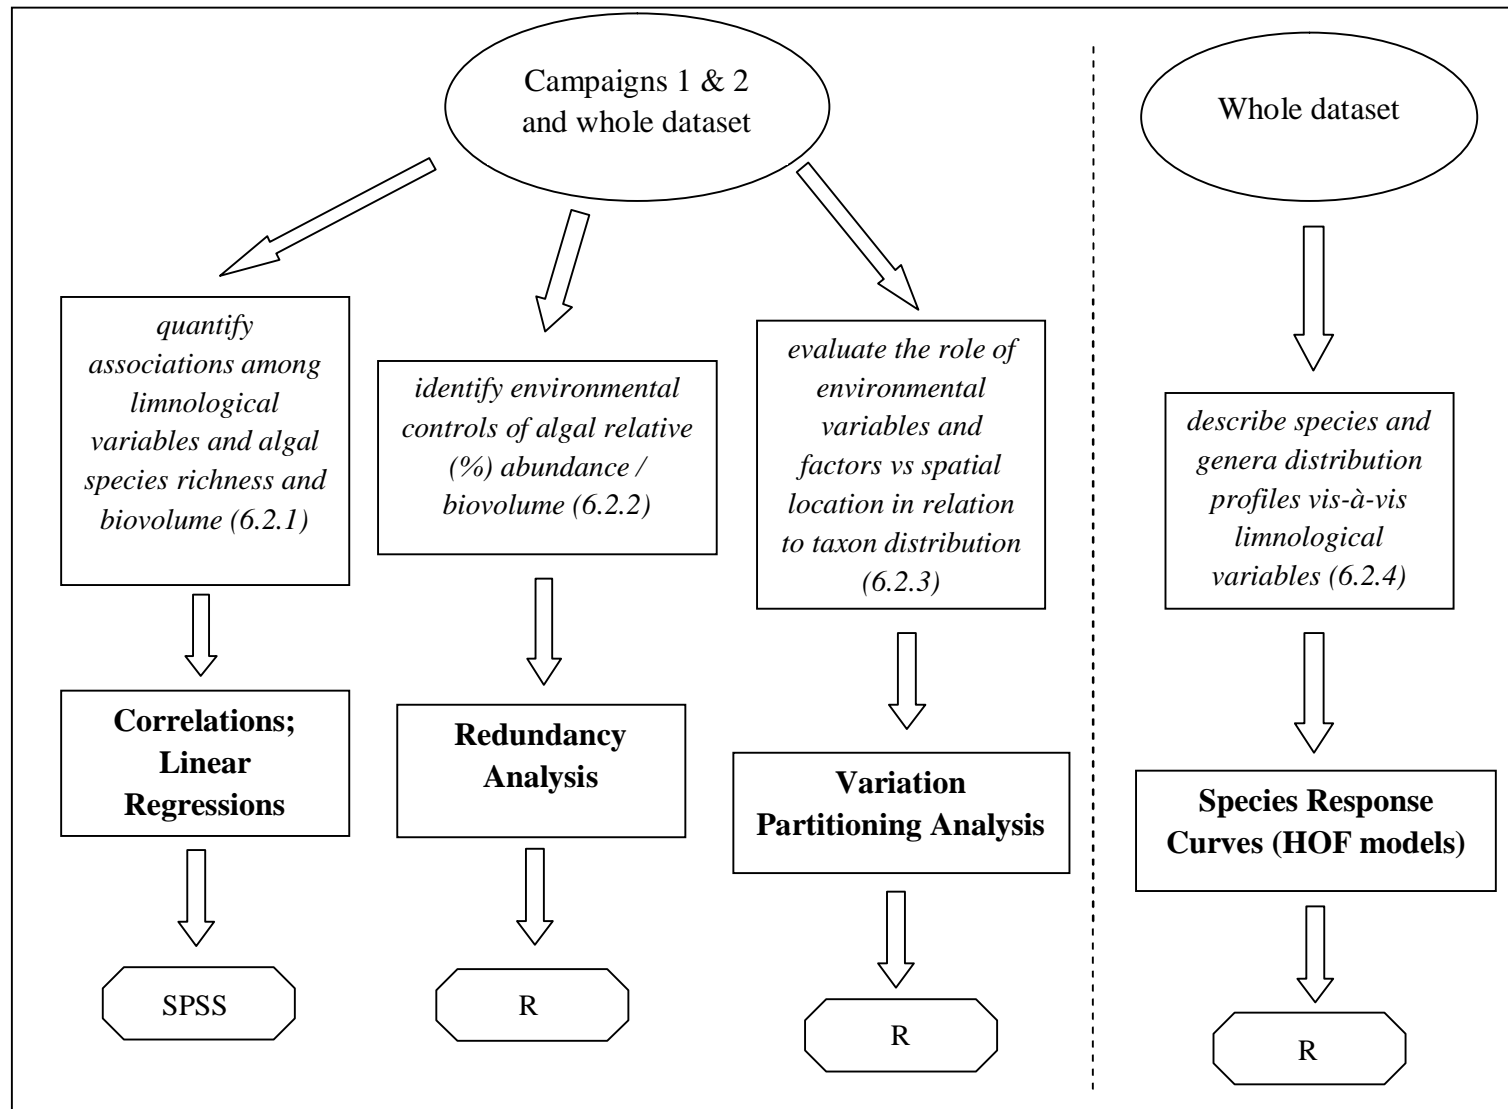 Campaigns 1 & 2
and whole dataset
Whole dataset
quantify
associations among
limnological
variables and algal
species richness and
biovolume (6.2.1)
identify environmental
controls of algal relative
(%) abundance /
biovolume (6.2.2)
evaluate the role of
environmental
variables and
factors vs spatial
location in relation
to taxon distribution
(6.2.3)
describe species and
genera distribution
profiles vis-à-vis
limnological
variables (6.2.4)
Correlations;
Linear
Regressions
Redundancy
Analysis
Variation
Partitioning Analysis
Species Response
Curves (HOF models)
SPSS
R
R
R